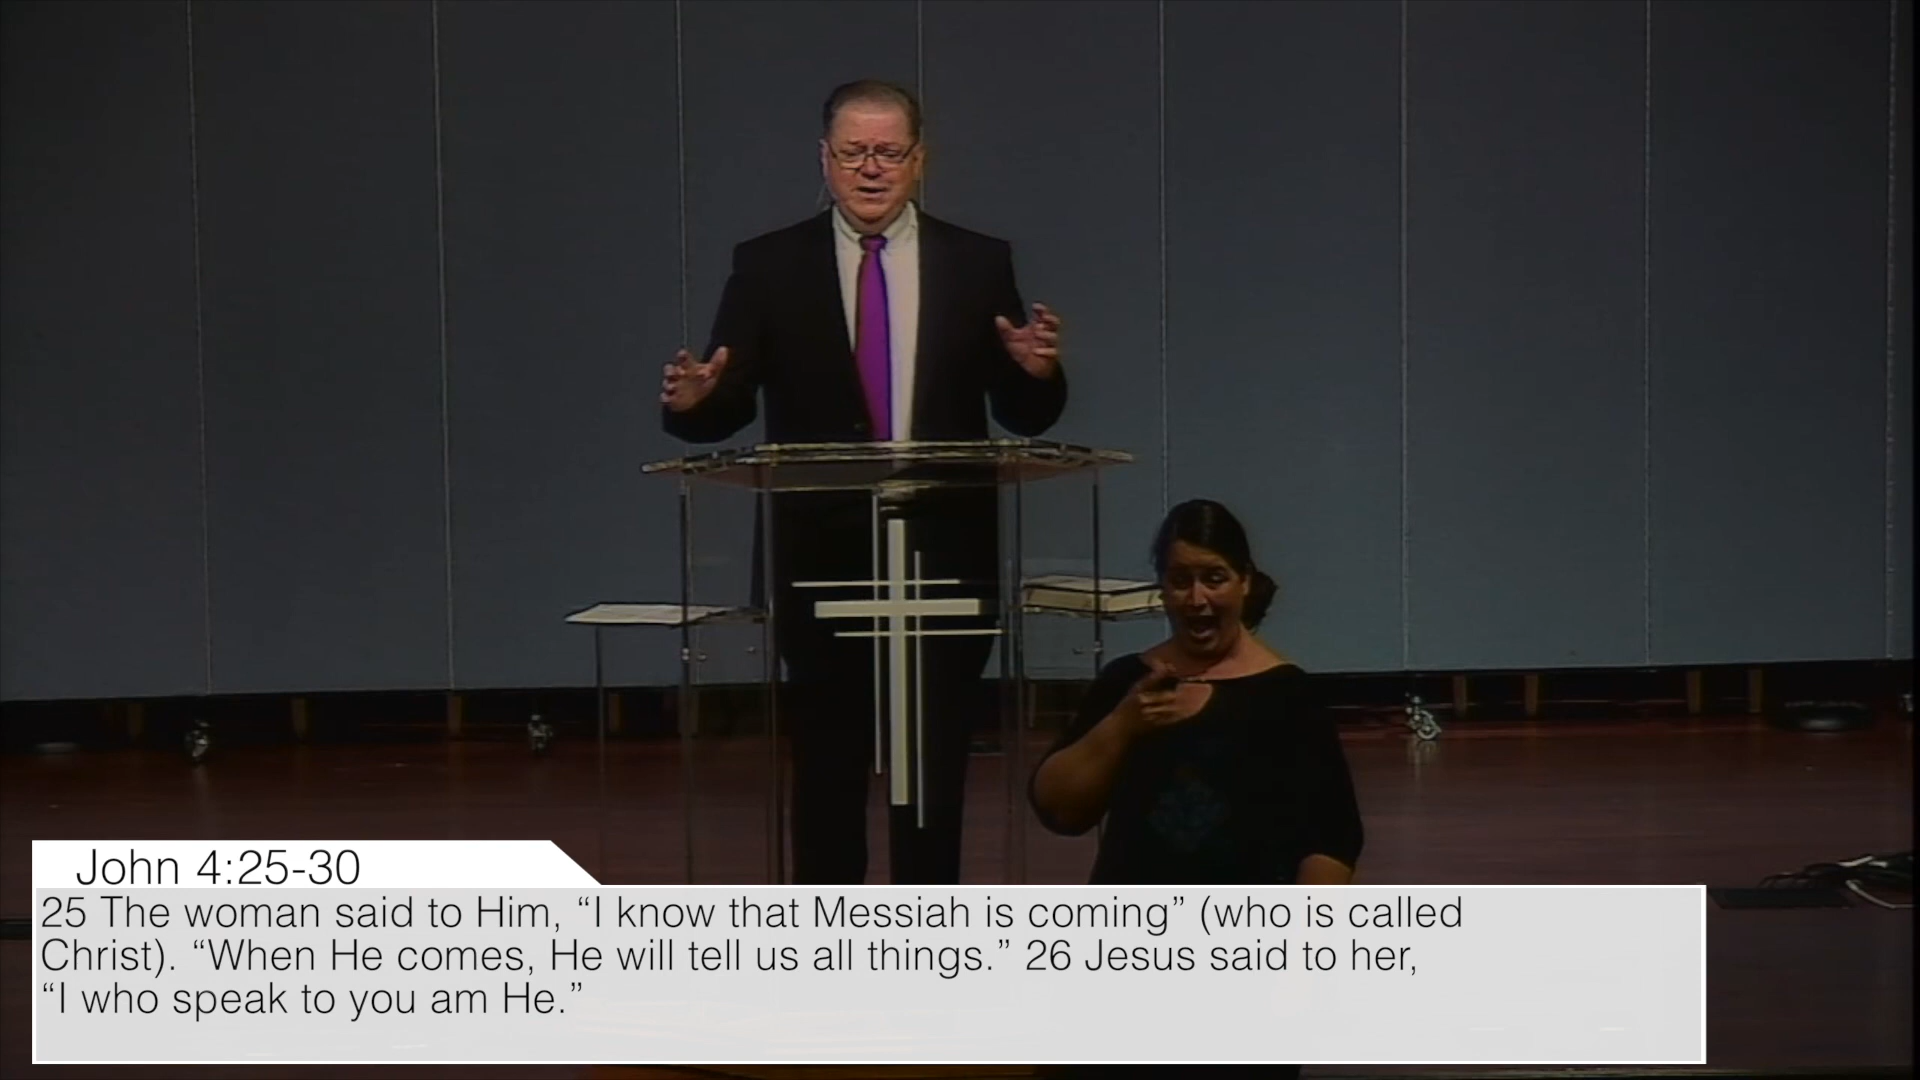 John 4:25-30
25 The woman said to Him, “I know that Messiah is coming” (who is called
Christ). “When He comes, He will tell us all things.” 26 Jesus said to her,
“I who speak to you am He.”